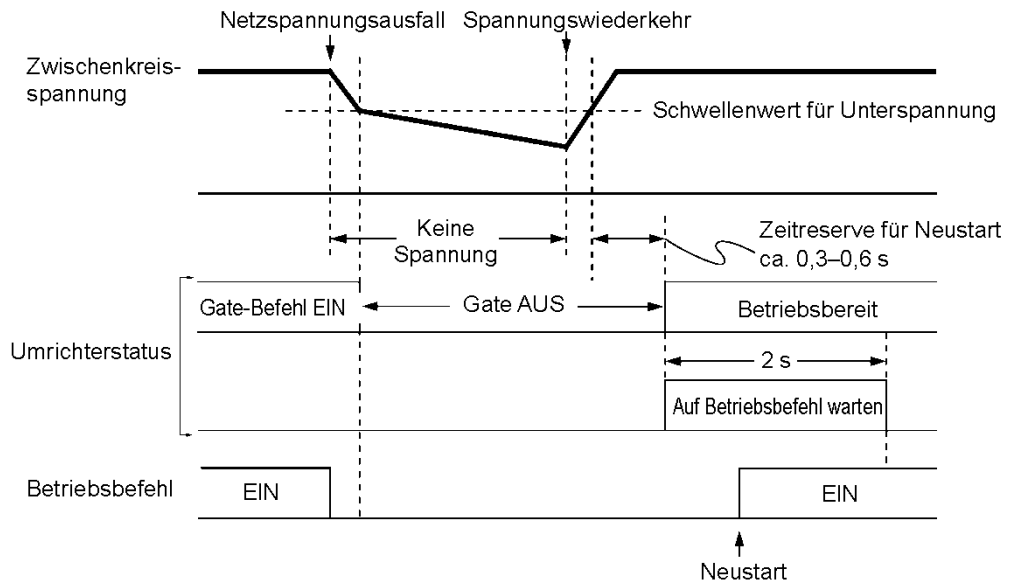 Netzspannungsausfall
Spannungswiederkehr
Zwischenkreis-
spannung
Schwellenwert für Unterspannung
Keine
Spannung
Zeitreserve für Neustart
ca. 0,3–0,6 s
Gate-Befehl EIN
Gate AUS
Betriebsbereit
Umrichterstatus
2 s
Auf Betriebsbefehl warten
Betriebsbefehl
EIN
EIN
Neustart